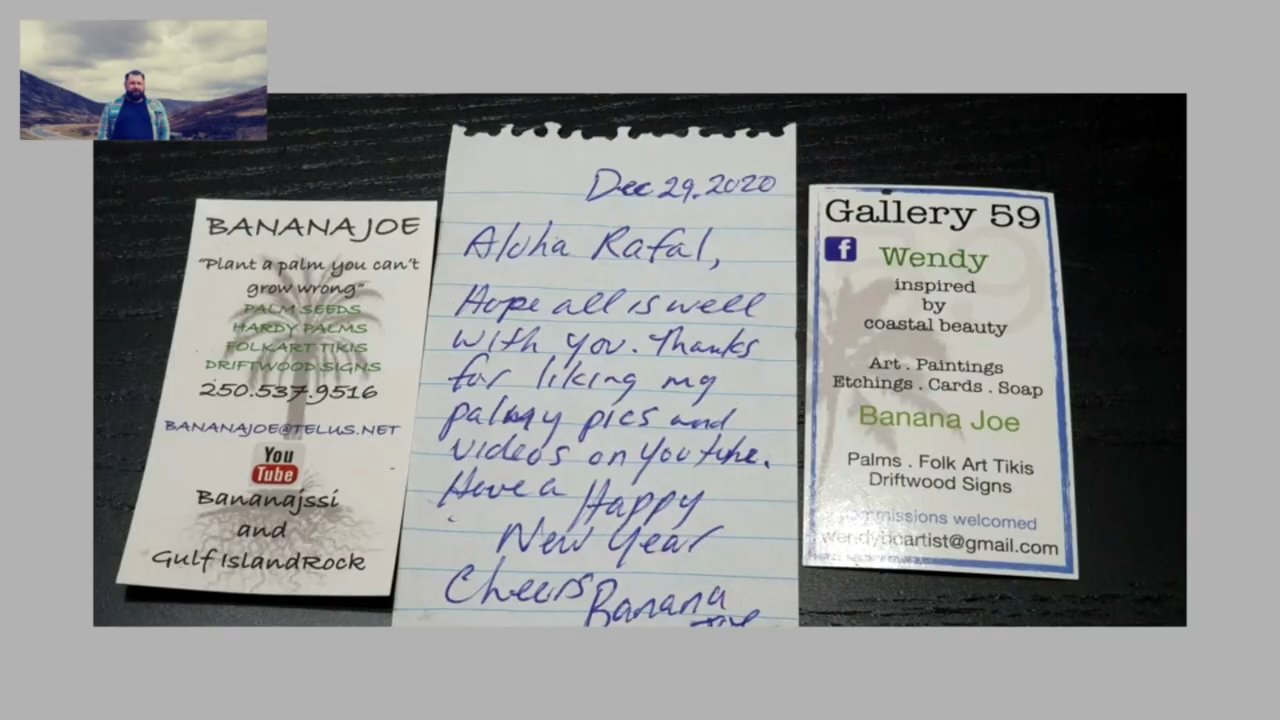 BANANA JOE
"Plant a palm you can't
grow wrong"
PALM SEEDS
HARDY PALMS
FOLKART TIKIS
DRIFTWOOD SIGNS
250.537.9516
BANANAJOE@TELUS.NET
You
Tube
Bananajssi
and
Gulf IslandRock
Dec 29, 2020
Aloha Rafal,
Hope all is well
with you. Thanks
for liking my
palmy pics and
videos on YouTube.
Have a Happy
New Year
Cheers Banana
Joe
Gallery 59
f
Wendy
inspired
by
coastal beauty
Art . Paintings
Etchings . Cards . Soap
Banana Joe
Palms . Folk Art Tikis
Driftwood Signs
commissions welcomed
wendybcartist@gmail.com